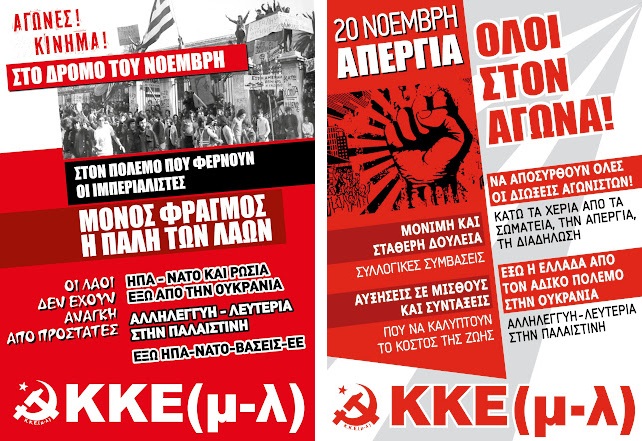 ΑΓΩΝΕΣ!
ΚΙΝΗΜΑ!
ΣΤΟ ΔΡΟΜΟ ΤΟΥ ΝΟΕΜΒΡΗ
ΣΤΟΝ ΠΟΛΕΜΟ ΠΟΥ ΦΕΡΝΟΥΝ
ΟΙ ΙΜΠΕΡΙΑΛΙΣΤΕΣ
ΜΟΝΟΣ ΦΡΑΓΜΟΣ
Η ΠΑΛΗ ΤΩΝ ΛΑΩΝ
ΟΙ ΛΑΟΙ
ΔΕΝ ΕΧΟΥΝ
ΑΝΑΓΚΗ
ΑΠΟ ΠΡΟΣΤΑΤΕΣ
ΗΠΑ - ΝΑΤΟ ΚΑΙ ΡΩΣΙΑ
ΕΞΩ ΑΠΟ ΤΗΝ ΟΥΚΡΑΝΙΑ
ΑΛΛΗΛΕΓΓΥΗ - ΛΕΥΤΕΡΙΑ
ΣΤΗΝ ΠΑΛΑΙΣΤΙΝΗ
ΕΞΩ ΗΠΑ-ΝΑΤΟ-ΒΑΣΕΙΣ-ΕΕ
Κ.Κ.Ε.(μ-λ)
ΚΚΕ(μ-λ)
20 ΝΟΕΜΒΡΗ
ΑΠΕΡΓΙΑ
ΟΛΟΙ
ΣΤΟΝ
ΑΓΩΝΑ!
ΜΟΝΙΜΗ ΚΑΙ
ΣΤΑΘΕΡΗ ΔΟΥΛΕΙΑ
ΣΥΛΛΟΓΙΚΕΣ ΣΥΜΒΑΣΕΙΣ
ΑΥΞΗΣΕΙΣ ΣΕ ΜΙΣΘΟΥΣ
ΚΑΙ ΣΥΝΤΑΞΕΙΣ
ΠΟΥ ΝΑ ΚΑΛΥΠΤΟΥΝ
ΤΟ ΚΟΣΤΟΣ ΤΗΣ ΖΩΗΣ
ΝΑ ΑΠΟΣΥΡΘΟΥΝ ΟΛΕΣ
ΟΙ ΔΙΩΞΕΙΣ ΑΓΩΝΙΣΤΩΝ!
ΚΑΤΩ ΤΑ ΧΕΡΙΑ ΑΠΟ ΤΑ
ΣΩΜΑΤΕΙΑ, ΤΗΝ ΑΠΕΡΓΙΑ,
ΤΗ ΔΙΑΔΗΛΩΣΗ
ΕΞΩ Η ΕΛΛΑΔΑ ΑΠΟ
ΤΟΝ ΑΔΙΚΟ ΠΟΛΕΜΟ
ΣΤΗΝ ΟΥΚΡΑΝΙΑ
ΑΛΛΗΛΕΓΓΥΗ-ΛΕΥΤΕΡΙΑ
ΣΤΗΝ ΠΑΛΑΙΣΤΙΝΗ
Κ.Κ.Ε.(μ-λ)
ΚΚΕ(μ-λ)